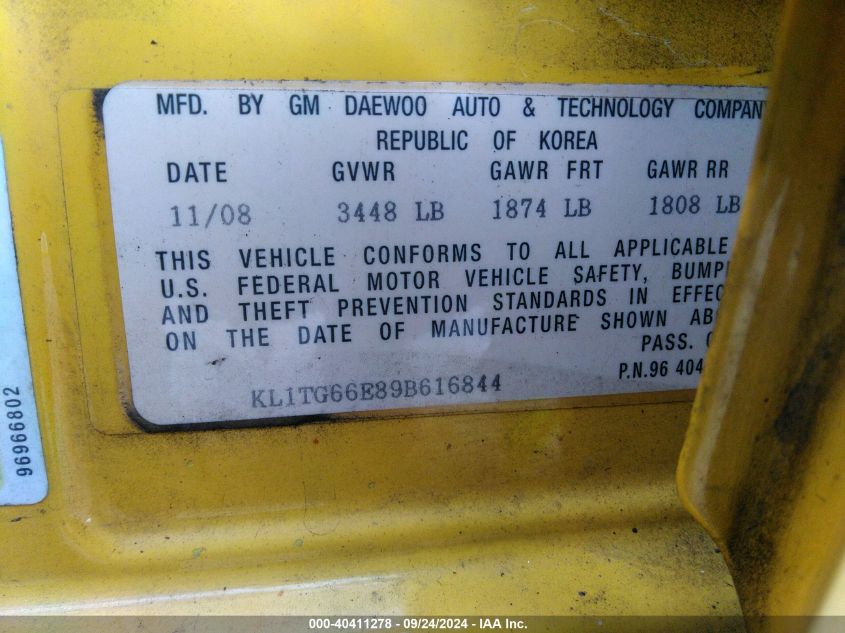 MFD. BY GM DAEWOO AUTO & TECHNOLOGY COMPANY
REPUBLIC OF KOREA
DATE GVWR GAWR FRT GAWR RR
11/08 3448 LB 1874 LB 1808 LB
THIS VEHICLE CONFORMS TO ALL APPLICABLE
U.S. FEDERAL MOTOR VEHICLE SAFETY, BUMP
AND THEFT PREVENTION STANDARDS IN EFFEC
ON THE DATE OF MANUFACTURE SHOWN ABO
PASS.
P.N.96 404
KL1TG66E89B616844
96966802
000-40411278 - 09/24/2024 - IAA Inc.